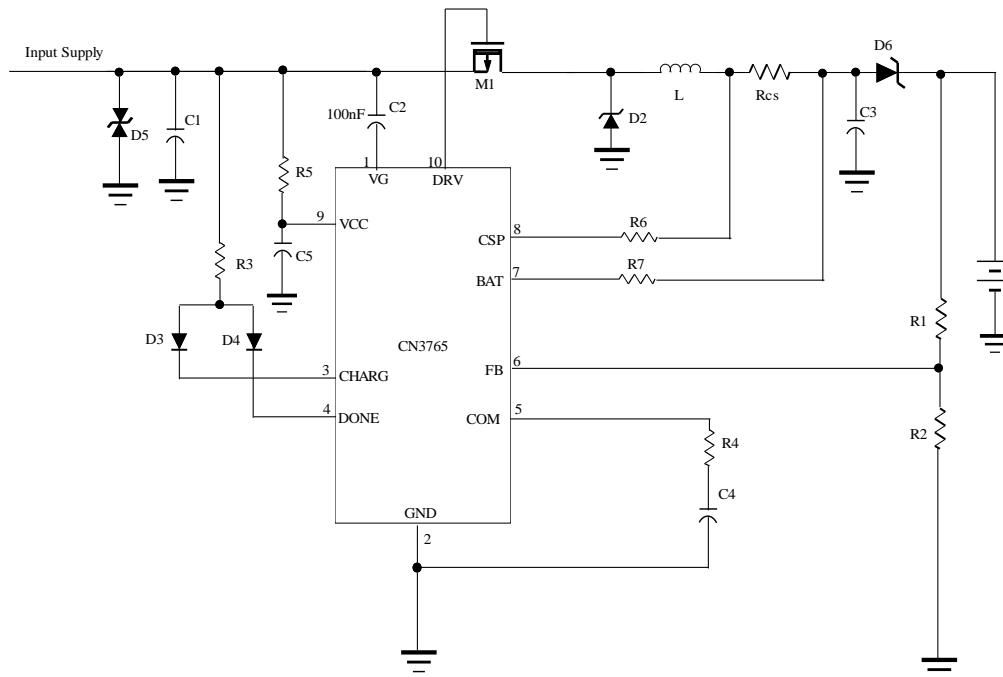 Input Supply
M1
D6
D5
C1
100nF
C2
D2
L
Rcs
C3
R5
1
VG
10
DRV
9
VCC
C5
R3
CSP
8
R6
BAT
7
R7
D3
D4
CN3765
R1
3
CHARG
FB
6
4
DONE
COM
5
R4
R2
C4
GND
2